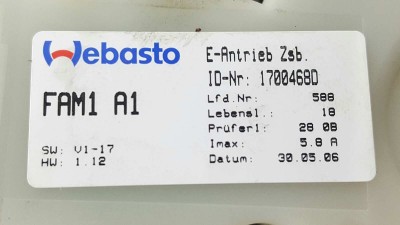 Webasto
FAM1 A1
SW: V1-17
HW: 1.12
E-Antrieb Zsb.
ID-Nr: 1700468D
Lfd.Nr: 588
Lebensl.: 18
Prüferl.: 28 0B
Imax: 5.8 A
Datum: 30.05.06